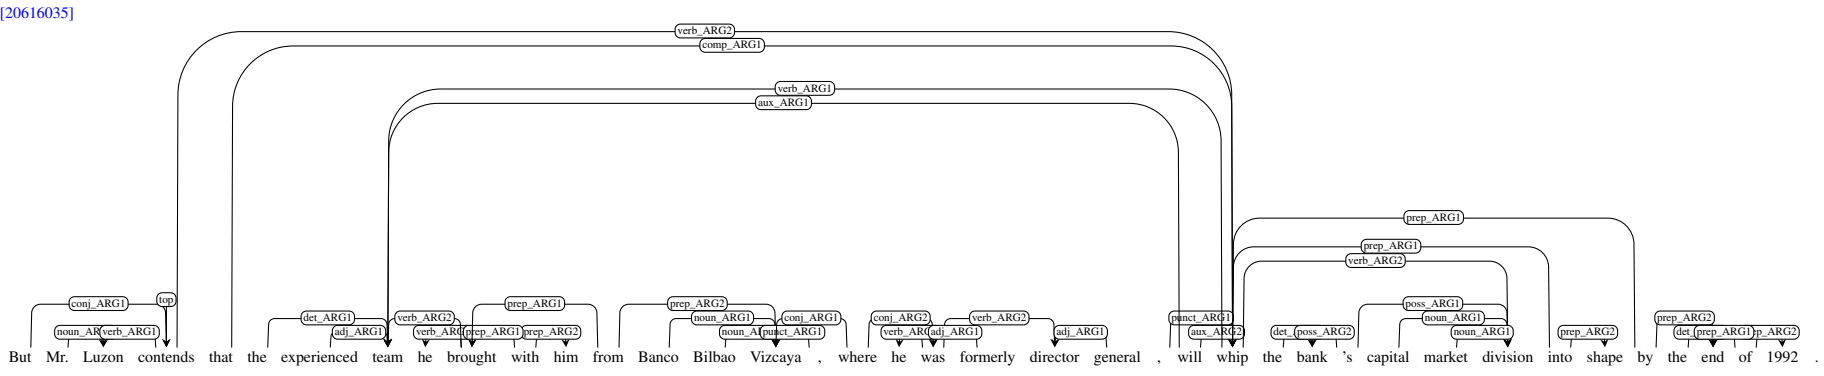 [20616035]
verb_ARG2
comp_ARG1
verb_ARG1
aux_ARG1
prep_ARG1
prep_ARG1
verb_ARG2
conj_ARG1 top prep_ARG1 prep_ARG2 poss_ARG1
det_ARG1 verb_ARG2 noun_ARG1 conj_ARG1 conj_ARG2 verb_ARG2 punct_ARG1 noun_ARG1 prep_ARG2
verb_ARG1 adj_ARG1 prep_ARG1 prep_ARG2 punct_ARG1 adj_ARG1 adj_ARG1 aux_ARG2 poss_ARG2 noun_ARG1 prep_ARG2 prep_ARG1
But Mr. Luzon contends that the experienced team he brought with him from Banco Bilbao Vizcaya , where he was formerly director general , will whip the bank 's capital market division into shape by the end of 1992 .